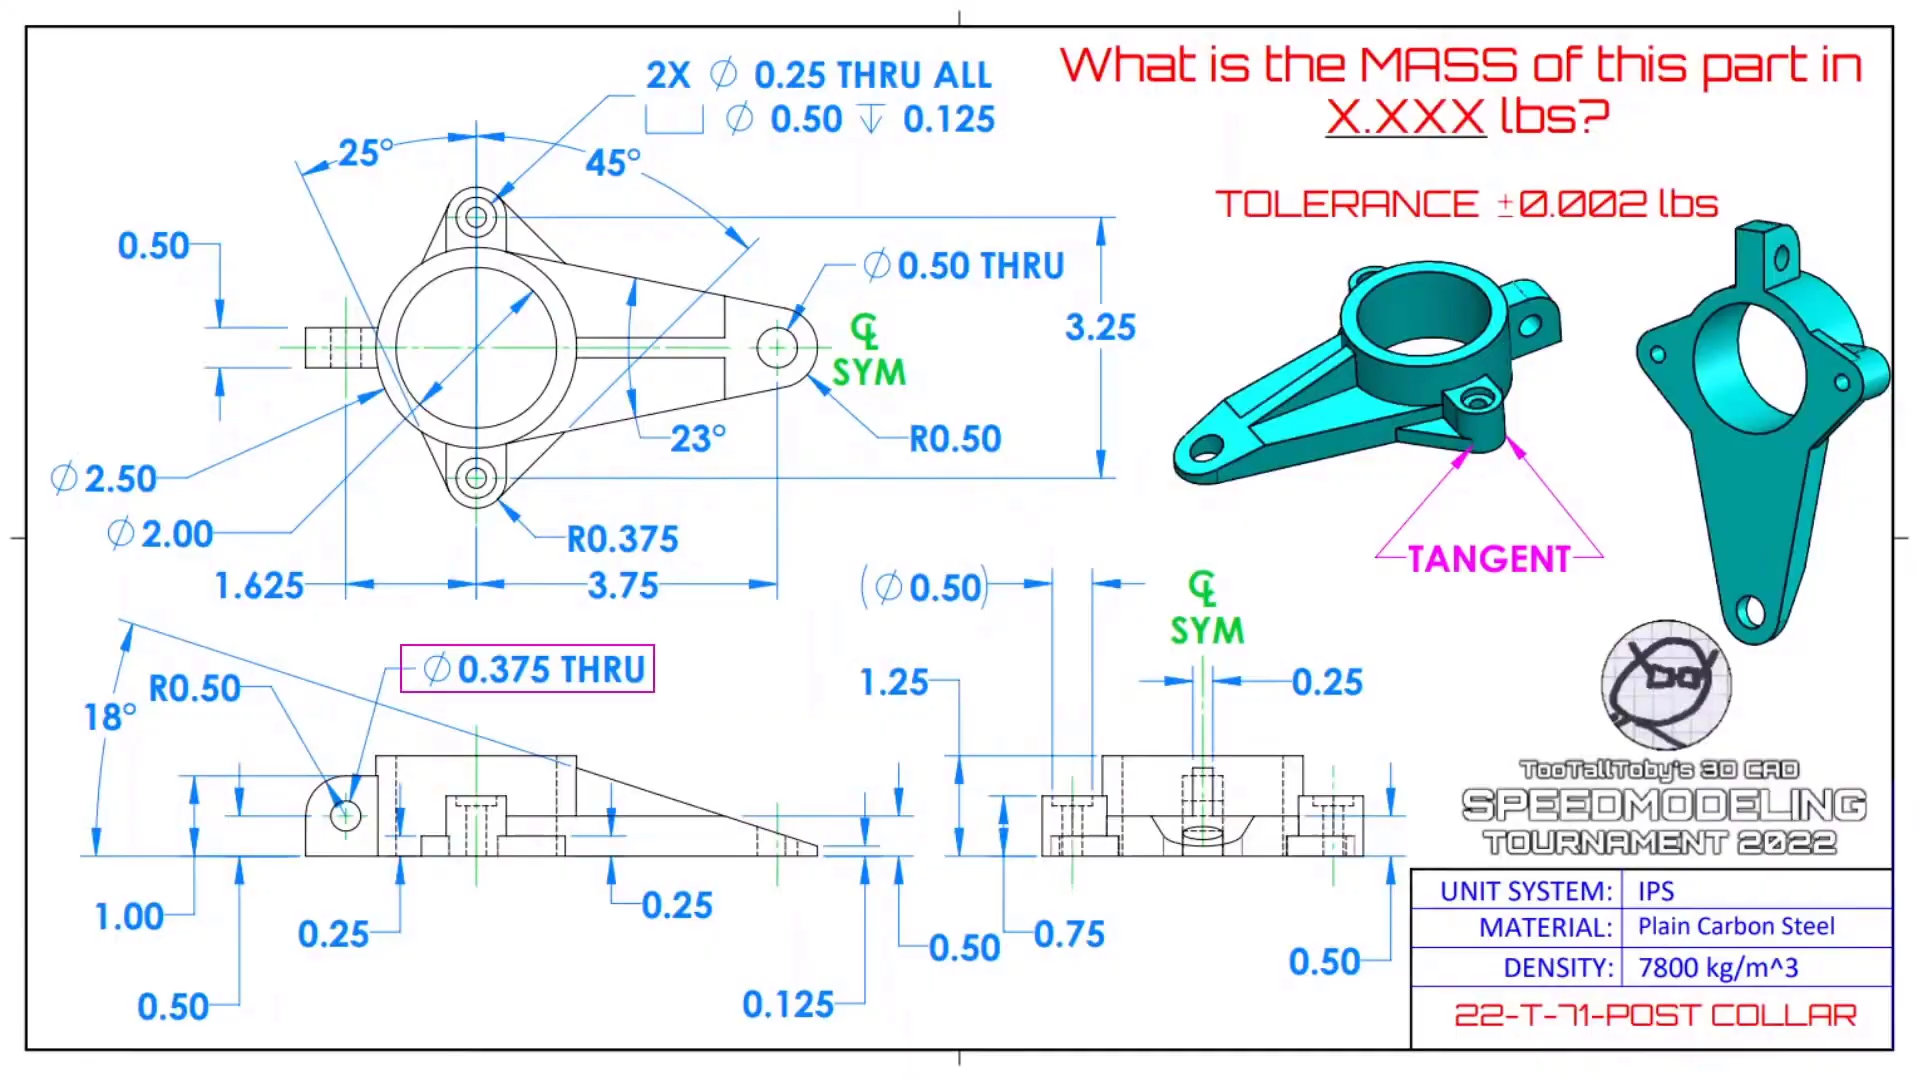 What is the MASS of this part in
X.XXX lbs?
TOLERANCE ±0.002 lbs
2X ∅ 0.25 THRU ALL
⌴ ∅ 0.50 ↧ 0.125
25°
45°
0.50
∅ 0.50 THRU
℄
SYM
3.25
23°
R0.50
∅ 2.50
∅ 2.00
R0.375
1.625
3.75
TANGENT
(∅ 0.50)
℄
SYM
∅ 0.375 THRU
R0.50
18°
1.25
0.25
1.00
0.25
0.25
0.50
0.75
0.50
0.50
0.125
TooTallToby's 3D CAD
SPEEDMODELING
TOURNAMENT 2022
UNIT SYSTEM: IPS
MATERIAL: Plain Carbon Steel
DENSITY: 7800 kg/m^3
22-T-71-POST COLLAR